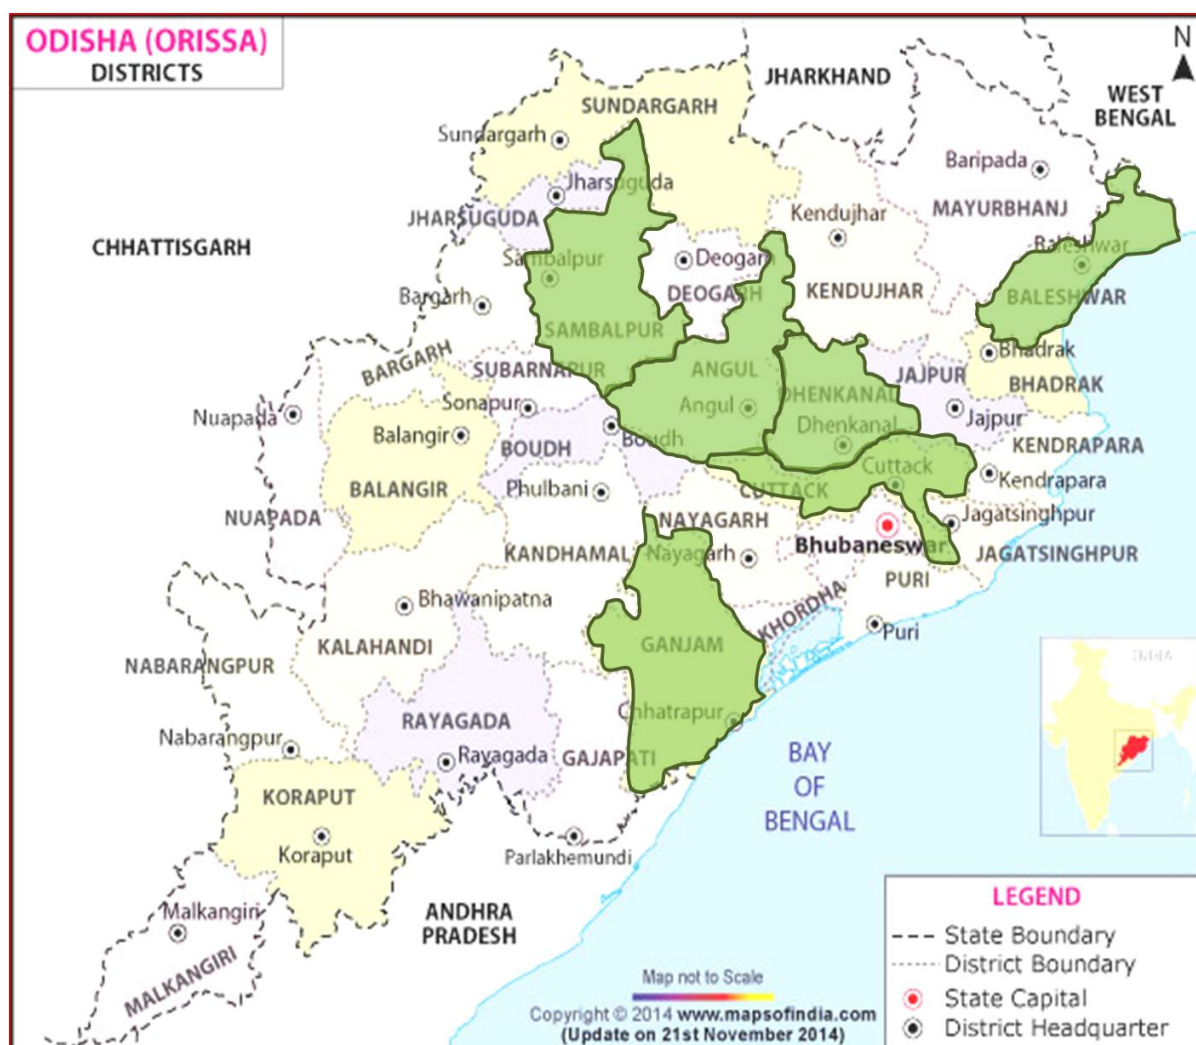 ODISHA (ORISSA)
DISTRICTS
N
JHARKHAND
WEST
BENGAL
SUNDARGARH
Sundargarh
Baripada
Jharsuguda
JHARSUGUDA
MAYURBHANJ
Kendujhar
CHHATTISGARH
Baleshwar
Sambalpur
Deogarh
DEOGARH
KENDUJHAR
BALESHWAR
Bargarh
SAMBALPUR
BARGARH
Bhadrak
SUBARNAPUR
ANGUL
JAJPUR
BHADRAK
DHENKANAL
Nuapada
Sonapur
Angul
Jajpur
Balangir
Boudh
Dhenkanal
BOUDH
KENDRAPARA
Cuttack
Kendrapara
BALANGIR
Phulbani
CUTTACK
NUAPADA
NAYAGARH
Jagatsinghpur
Bhubaneswar
KANDHAMAL
Nayagarh
JAGATSINGHPUR
PURI
Bhawanipatna
KHORDHA
Puri
KALAHANDI
GANJAM
NABARANGPUR
INDIA
RAYAGADA
Chhatrapur
Nabarangpur
Rayagada
GAJAPATI
BAY
OF
BENGAL
KORAPUT
Koraput
Parlakhemundi
Malkangiri
ANDHRA
PRADESH
MALKANGIRI
LEGEND
State Boundary
District Boundary
State Capital
District Headquarter
Map not to Scale
Copyright © 2014 www.mapsofindia.com
(Update on 21st November 2014)